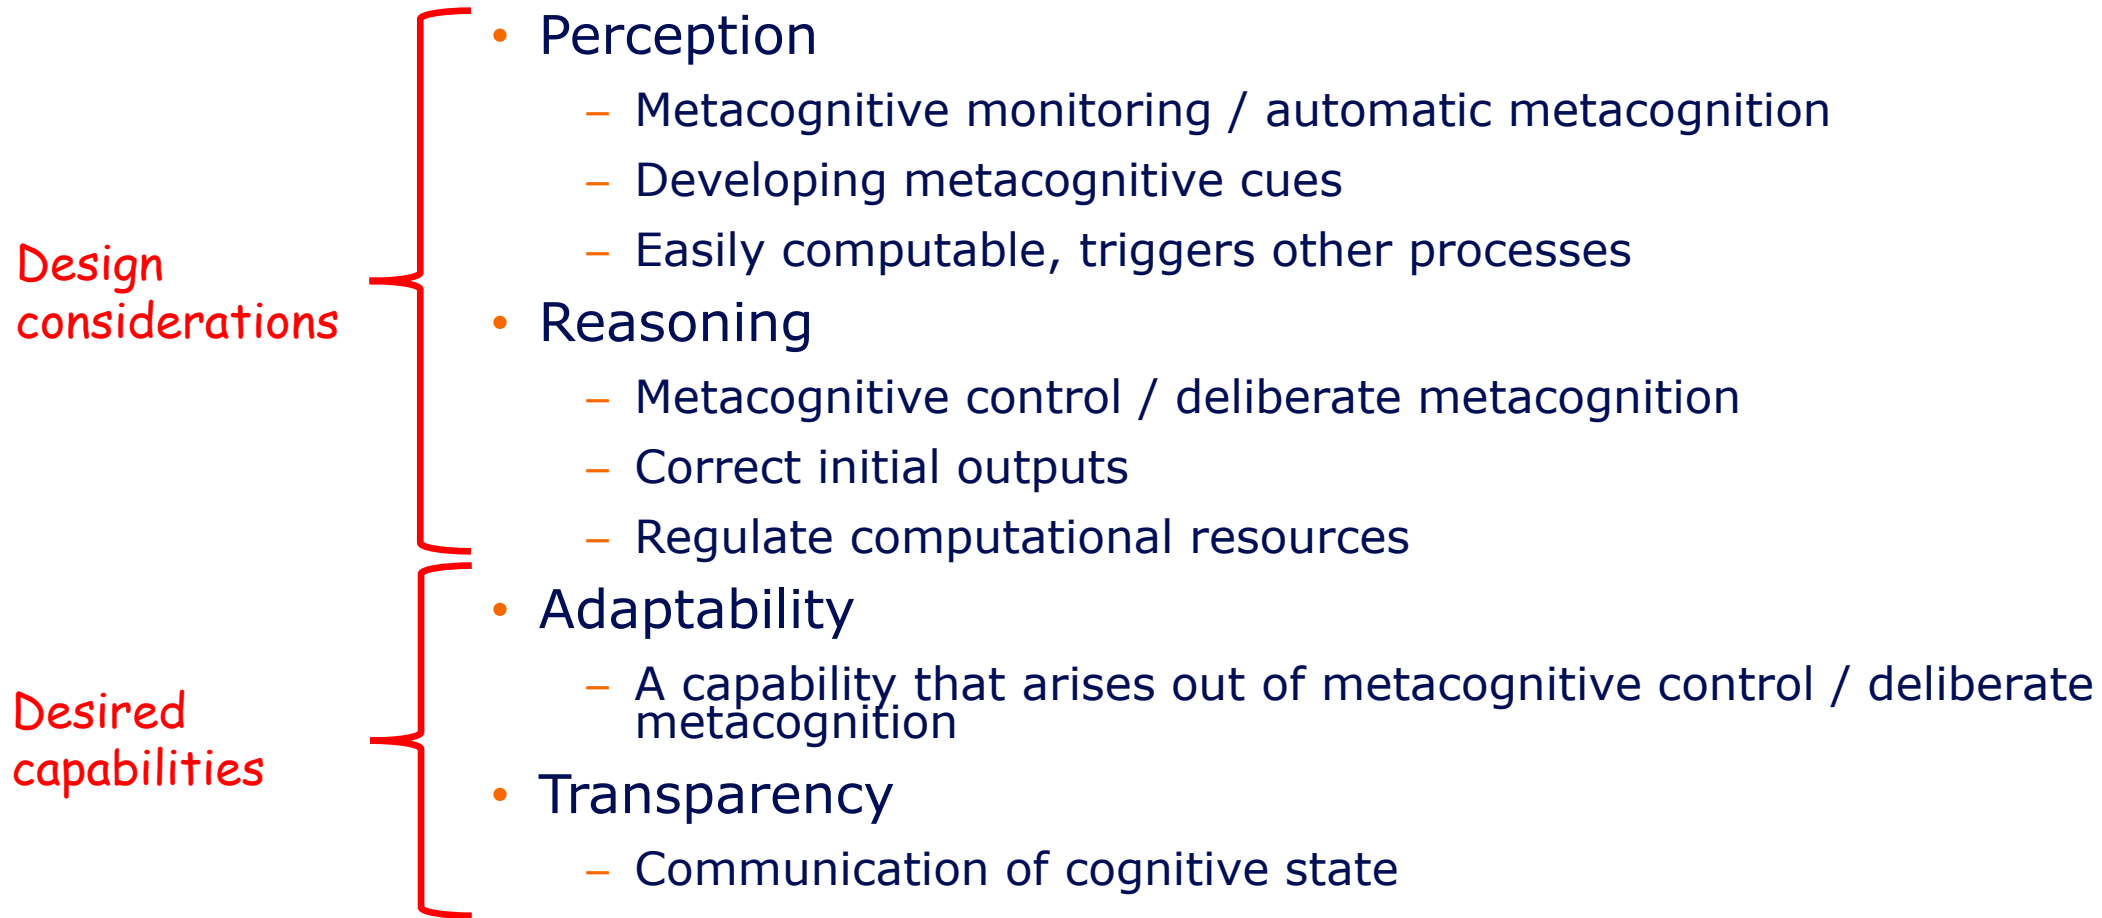 • Perception
– Metacognitive monitoring / automatic metacognition
– Developing metacognitive cues
– Easily computable, triggers other processes
Design
considerations
• Reasoning
– Metacognitive control / deliberate metacognition
– Correct initial outputs
– Regulate computational resources
• Adaptability
– A capability that arises out of metacognitive control / deliberate
metacognition
Desired
capabilities
• Transparency
– Communication of cognitive state